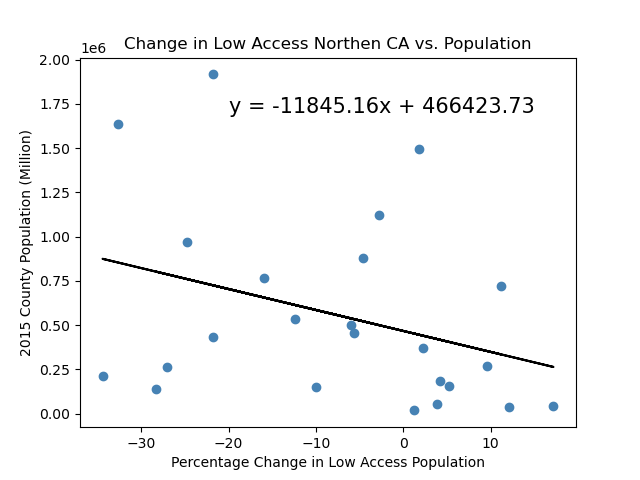 Change in Low Access Northen CA vs. Population
1e6
2.00
1.75
1.50
1.25
1.00
0.75
0.50
0.25
0.00
y = -11845.16x + 466423.73
2015 County Population (Million)
−30 −20 −10 0 10
Percentage Change in Low Access Population